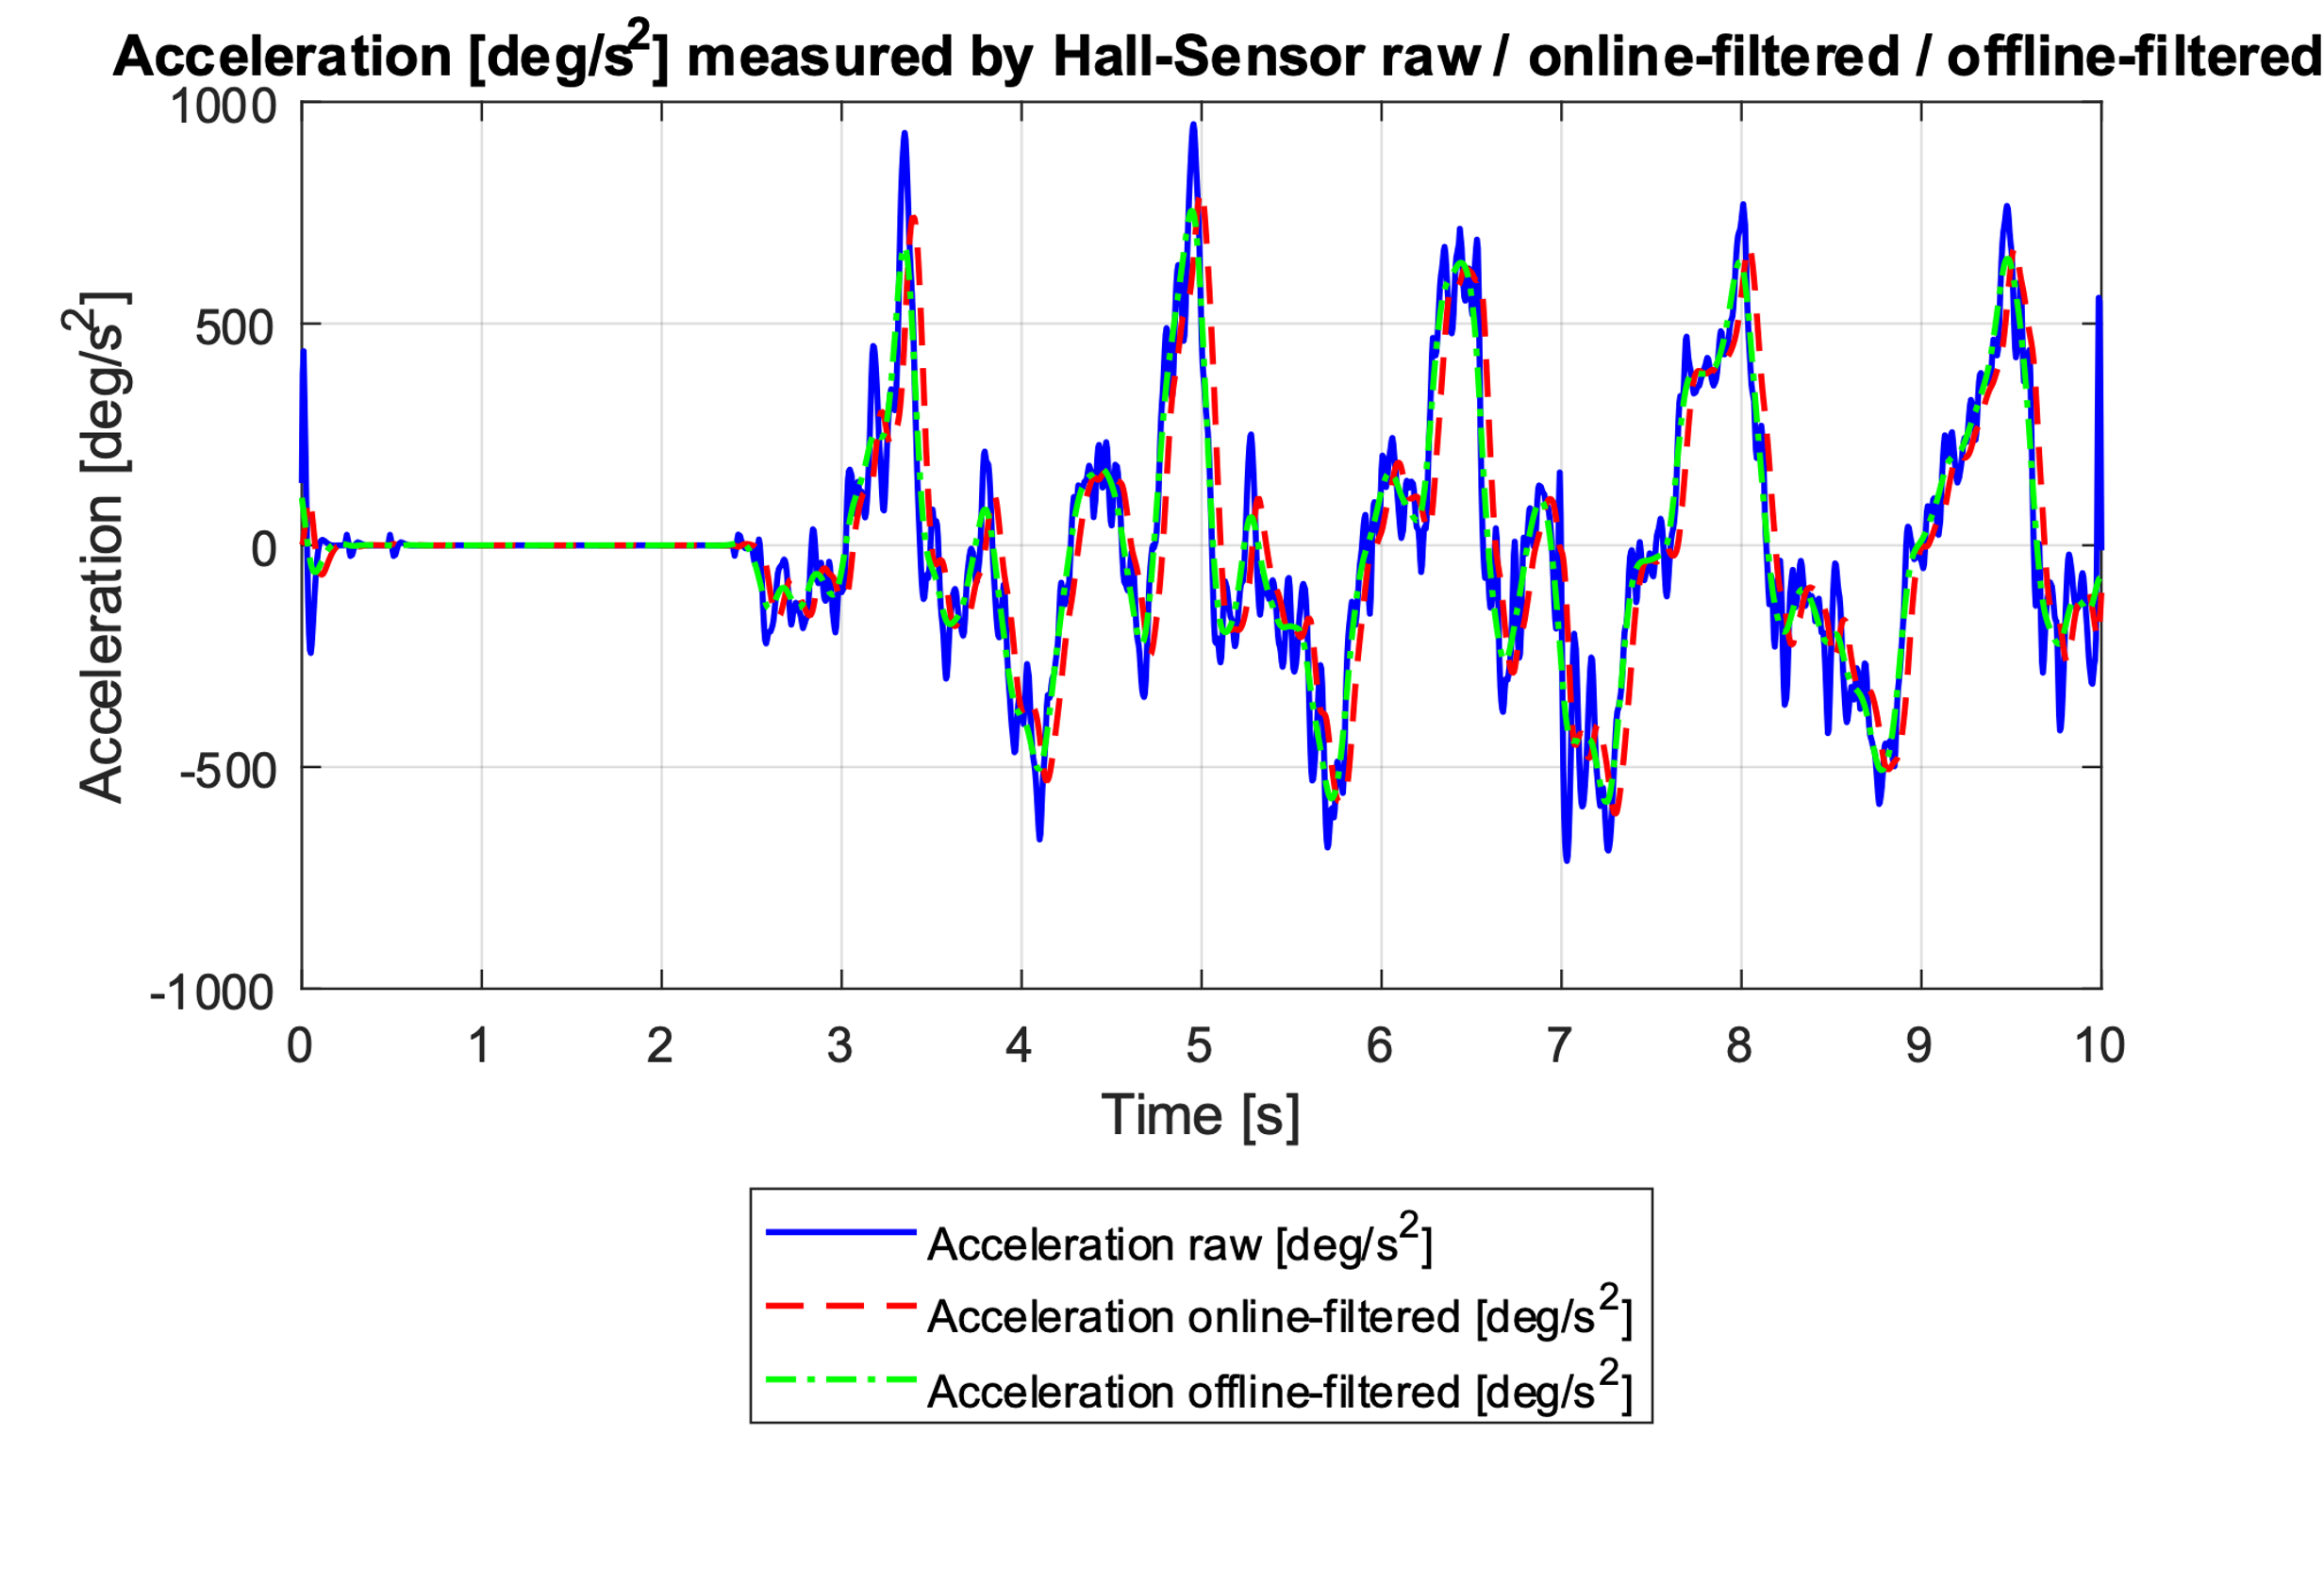 Acceleration [deg/s²] measured by Hall-Sensor raw / online-filtered / offline-filtered
1000
500
0
-500
-1000
Acceleration [deg/s²]
0 1 2 3 4 5 6 7 8 9 10
Time [s]
Acceleration raw [deg/s²]
Acceleration online-filtered [deg/s²]
Acceleration offline-filtered [deg/s²]